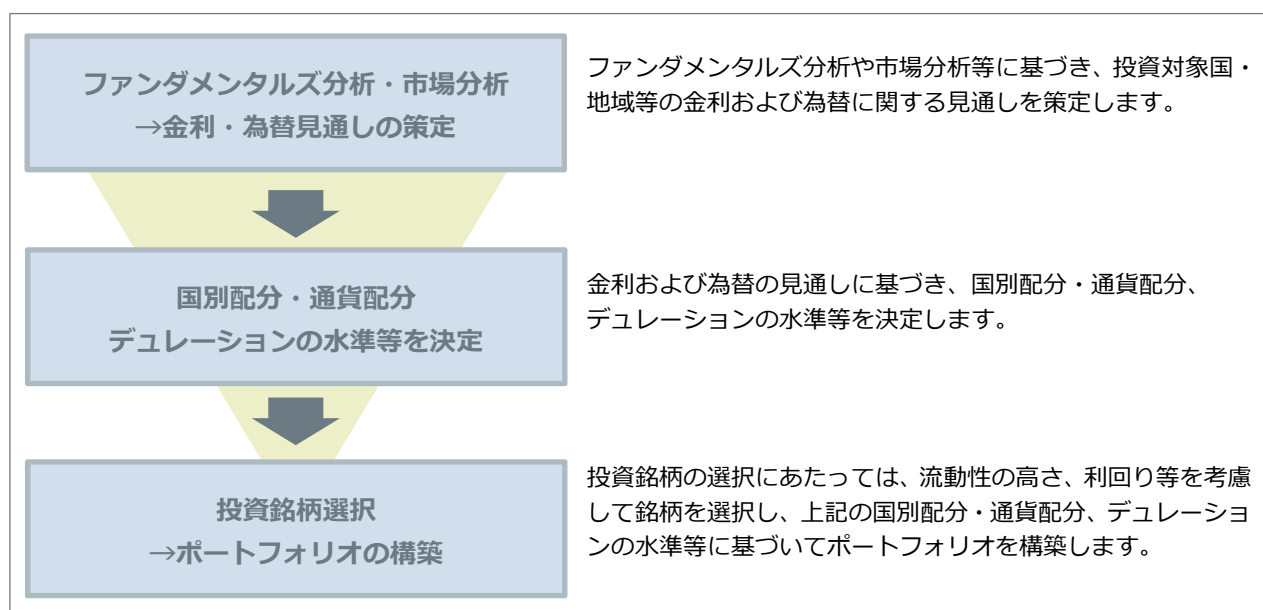 ファンダメンタルズ分析・市場分析
→金利・為替見通しの策定
ファンダメンタルズ分析や市場分析等に基づき、投資対象国・
地域等の金利および為替に関する見通しを策定します。
国別配分・通貨配分
デュレーションの水準等を決定
金利および為替の見通しに基づき、国別配分・通貨配分、
デュレーションの水準等を決定します。
投資銘柄選択
→ポートフォリオの構築
投資銘柄の選択にあたっては、流動性の高さ、利回り等を考慮
して銘柄を選択し、上記の国別配分・通貨配分、デュレーショ
ンの水準等に基づいてポートフォリオを構築します。